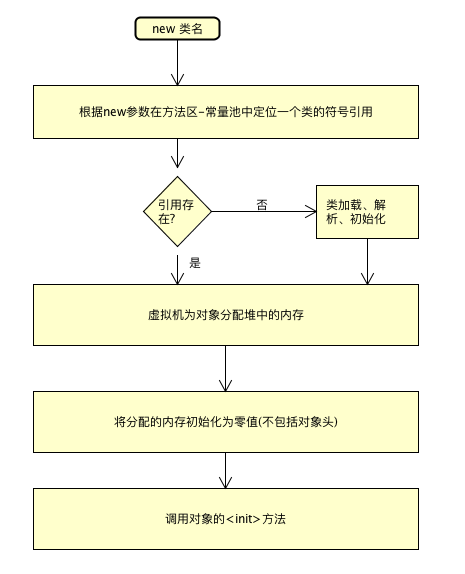 new 类名
根据new参数在方法区-常量池中定位一个类的符号引用
引用存
在?
否
类加载、解
析、初始化
是
虚拟机为对象分配堆中的内存
将分配的内存初始化为零值(不包括对象头)
调用对象的<init>方法